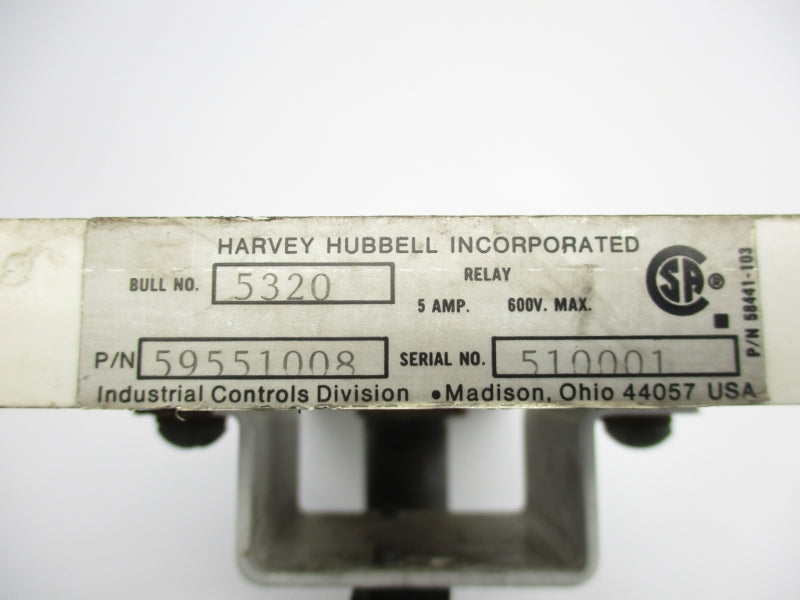 HARVEY HUBBELL INCORPORATED
BULL NO. 5320
RELAY
5 AMP. 600V. MAX.
SA ®
P/N 58441-103
P/N 59551008 SERIAL NO. 510001
Industrial Controls Division • Madison, Ohio 44057 USA